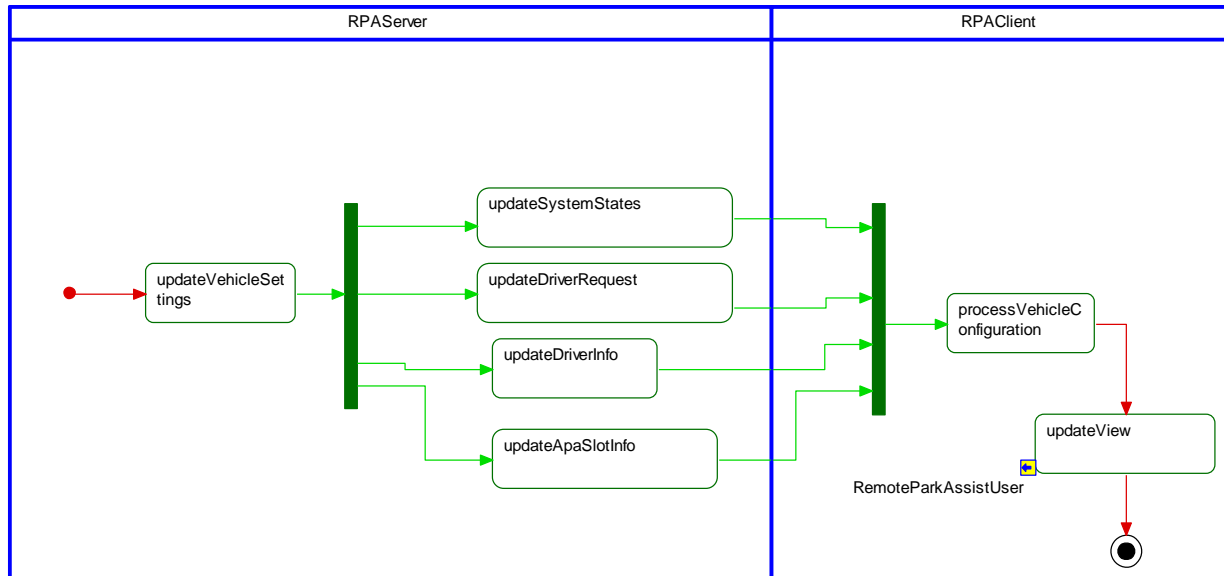 RPAServer
RPAClient
updateSystemStates
updateVehicleSet
tings
updateDriverRequest
processVehicleC
onfiguration
updateDriverInfo
updateView
updateApaSlotInfo
RemoteParkAssistUser